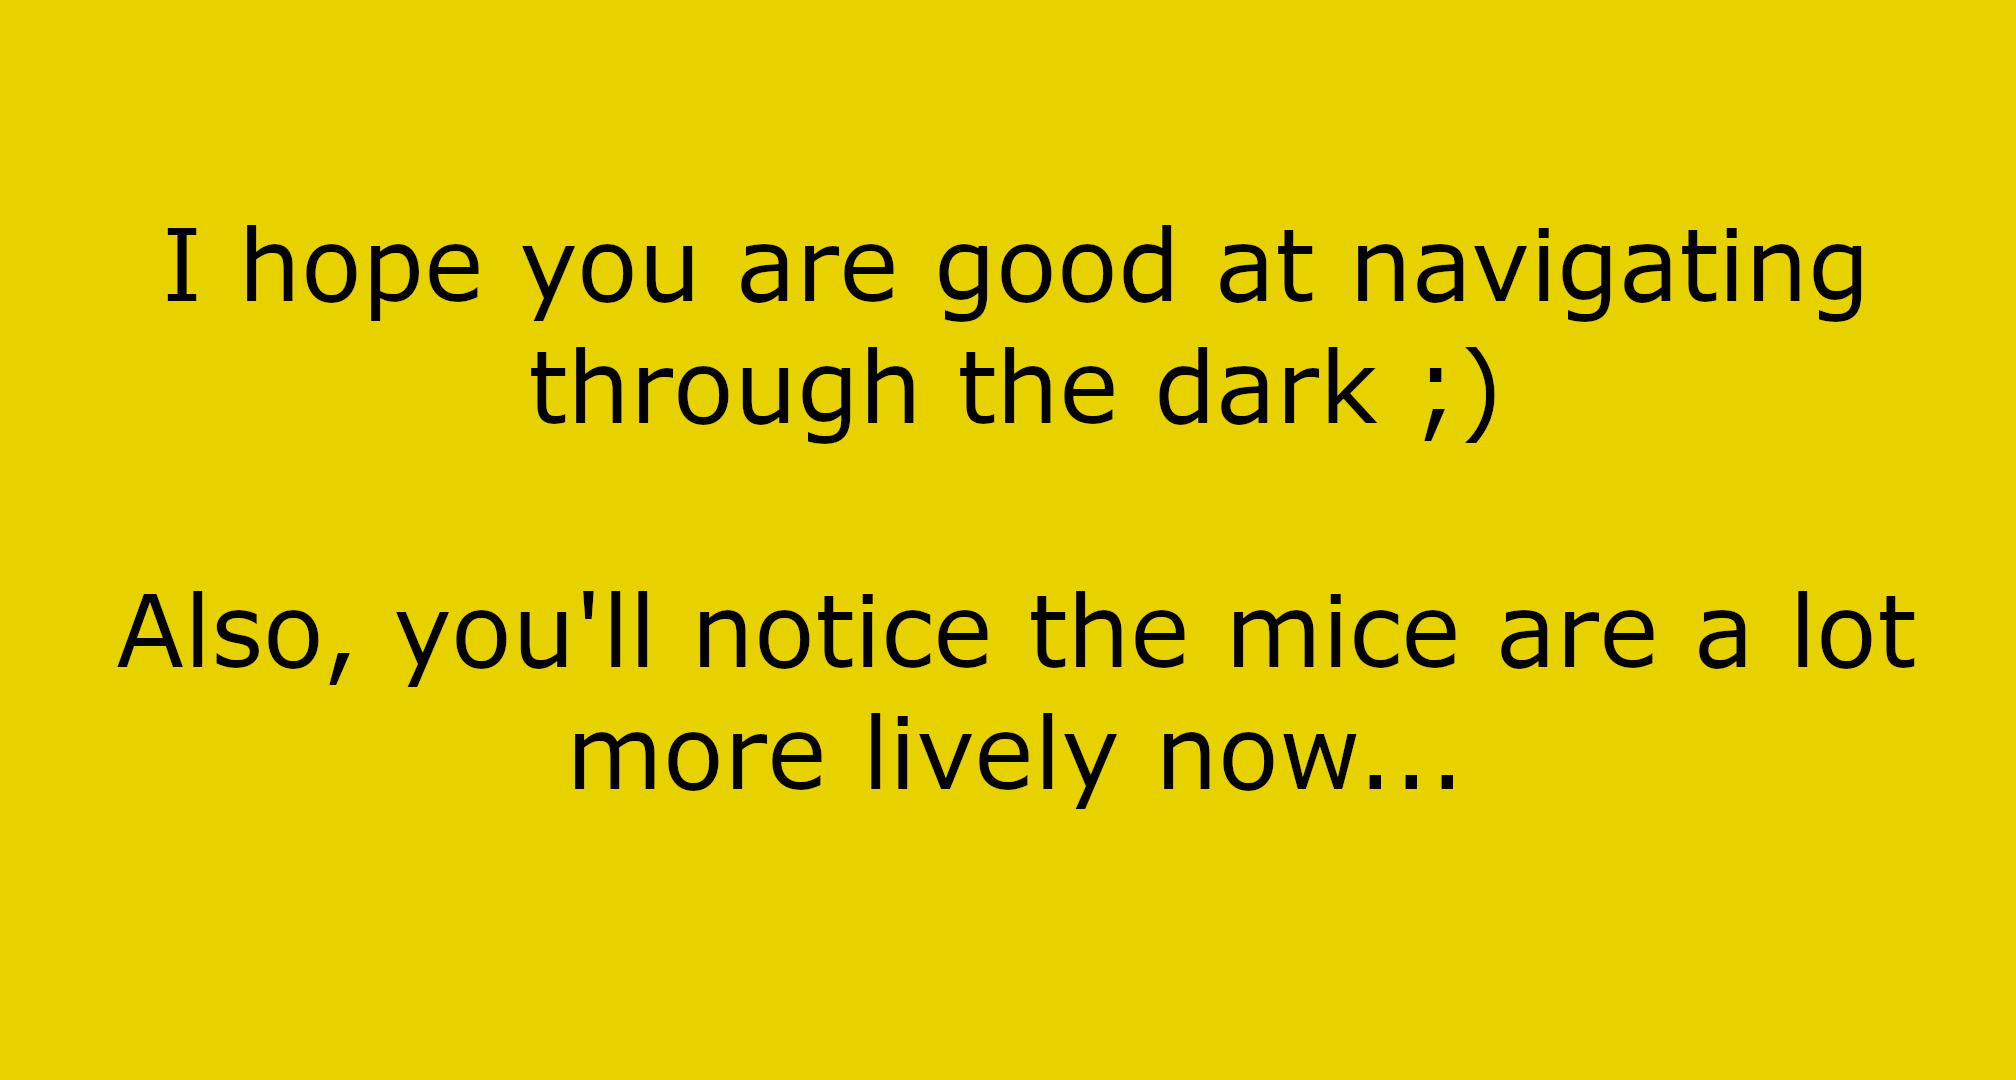 I hope you are good at navigating
through the dark ;)
Also, you'll notice the mice are a lot
more lively now...